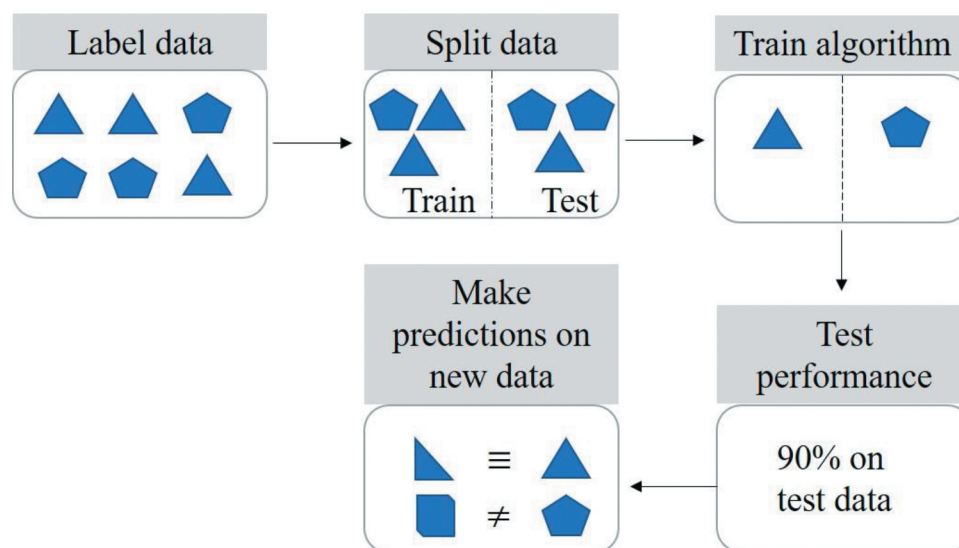 Label data
Split data
Train algorithm
Train
Test
Make
predictions on
new data
≡
≠
Test
performance
90% on
test data